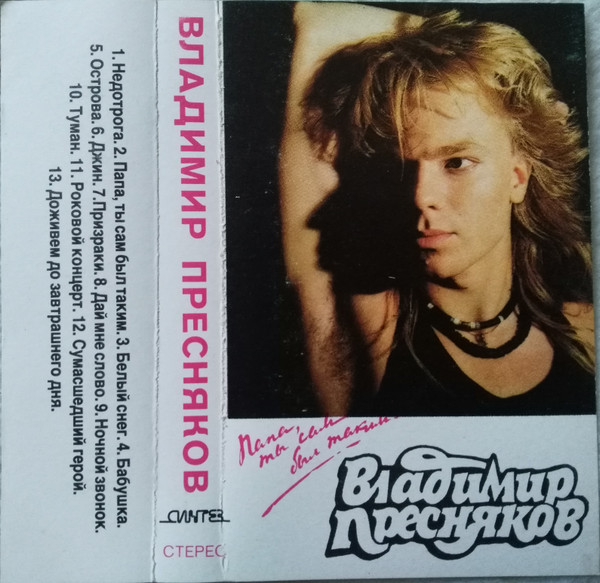 1. Недотрога. 2. Папа, ты сам был таким. 3. Белый снег. 4. Бабушка.
5. Острова. 6. Джин. 7.Призраки. 8. Дай мне слово. 9. Ночной звонок.
10. Туман. 11. Роковой концерт. 12. Сумасшедший герой.
13. Доживем до завтрашнего дня.
ВЛАДИМИР ПРЕСНЯКОВ
СИНТЕЗ
СТЕРЕО
Папа,
ты сам
был таким
Владимир
Пресняков